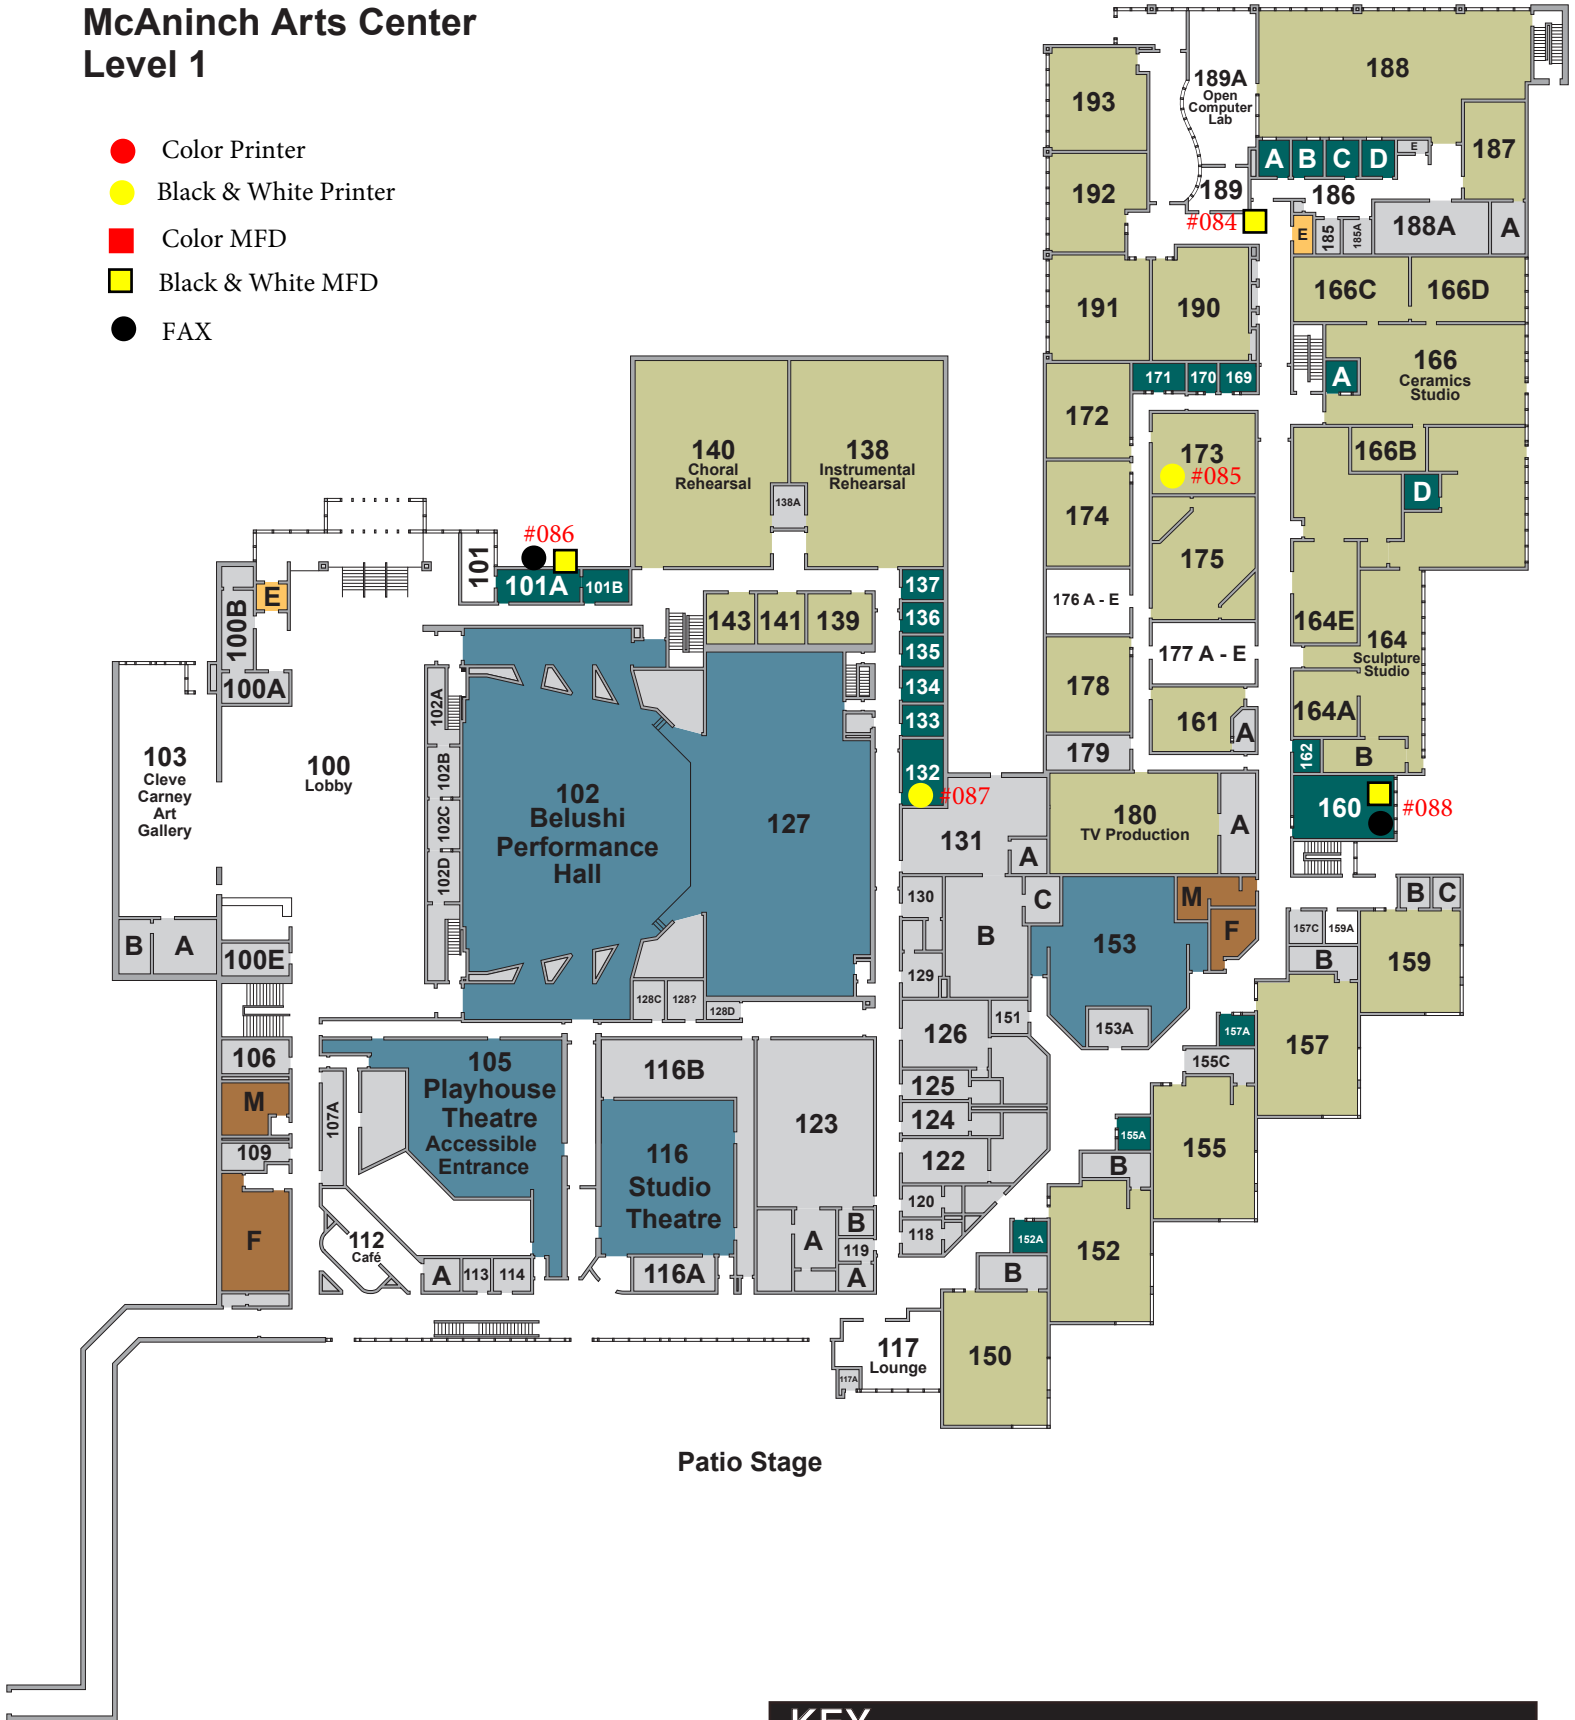 McAninch Arts Center
Level 1
Color Printer
Black & White Printer
Color MFD
Black & White MFD
FAX
193
189A
Open
Computer
Lab
188
187
A
B
C
D
E
192
189
186
#084
E
185
185A
188A
A
191
190
166C
166D
171
170
169
A
166
Ceramics
Studio
172
173
#085
166B
D
140
Choral
Rehearsal
138
Instrumental
Rehearsal
138A
174
175
#086
101
101A
101B
137
176 A - E
E
100B
143
141
139
136
164E
135
177 A - E
164
Sculpture
Studio
100A
102A
134
178
133
161
A
164A
103
Cleve
Carney
Art
Gallery
100
Lobby
102B
179
162
B
102
Belushi
Performance
Hall
132
#087
102C
127
131
A
180
TV Production
A
160
#088
102D
130
C
M
B
C
B
A
100E
B
153
F
157C
159A
B
159
129
128C
128?
128D
126
151
153A
157A
157
106
105
Playhouse
Theatre
Accessible
Entrance
116B
125
155C
M
107A
123
124
155A
155
109
116
Studio
Theatre
122
B
F
120
152A
152
112
Café
B
118
A
119
A
113
114
116A
A
B
117
Lounge
117A
150
Patio Stage
KEY